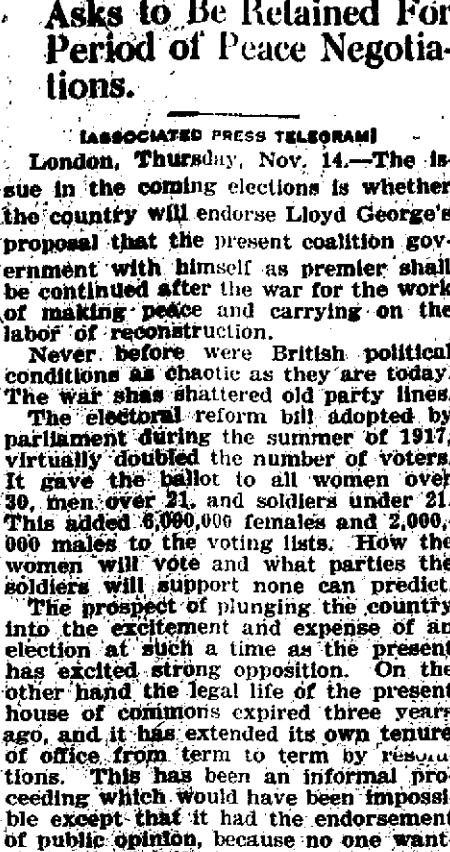 Asks to Be Retained For
Period of Peace Negotia-
tions.
[ASSOCIATED PRESS TELEGRAM]
London, Thursday, Nov. 14.—The is-
sue in the coming elections is whether
the country will endorse Lloyd George's
proposal that the present coalition gov-
ernment with himself as premier shall
be continued after the war for the work
of making peace and carrying on the
labor of reconstruction.
Never before were British political
conditions as chaotic as they are today.
The war shas shattered old party lines.
The electoral reform bill adopted by
parliament during the summer of 1917,
virtually doubled the number of voters.
It gave the ballot to all women over
30, men over 21, and soldiers under 21.
This added 6,000,000 females and 2,000,-
000 males to the voting lists. How the
women will vote and what parties the
soldiers will support none can predict.
The prospect of plunging the country
into the excitement and expense of an
election at such a time as the present
has excited strong opposition. On the
other hand the legal life of the present
house of commons expired three years
ago, and it has extended its own tenure
of office from term to term by resolu
tions. This has been an informal pro
ceeding which would have been impossi
ble except that it had the endorsement
of public opinion, because no one want